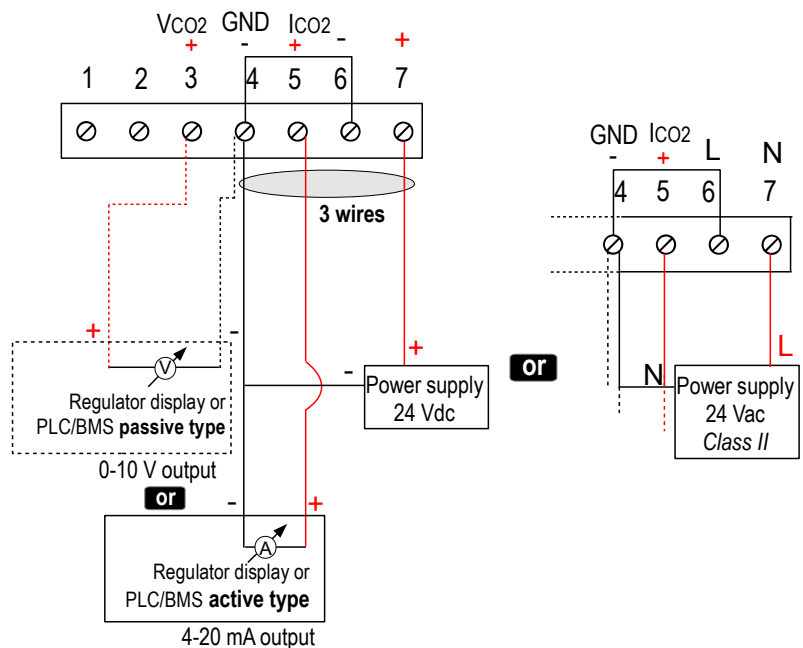 VCO2 GND ICO2
+ - + - +
1 2 3 4 5 6 7
3 wires
+ -
V
Regulator display or
PLC/BMS passive type
0-10 V output
or
- +
A
Regulator display or
PLC/BMS active type
4-20 mA output
- +
Power supply
24 Vdc
or
GND ICO2 L N
- +
4 5 6 7
N L
Power supply
24 Vac
Class II